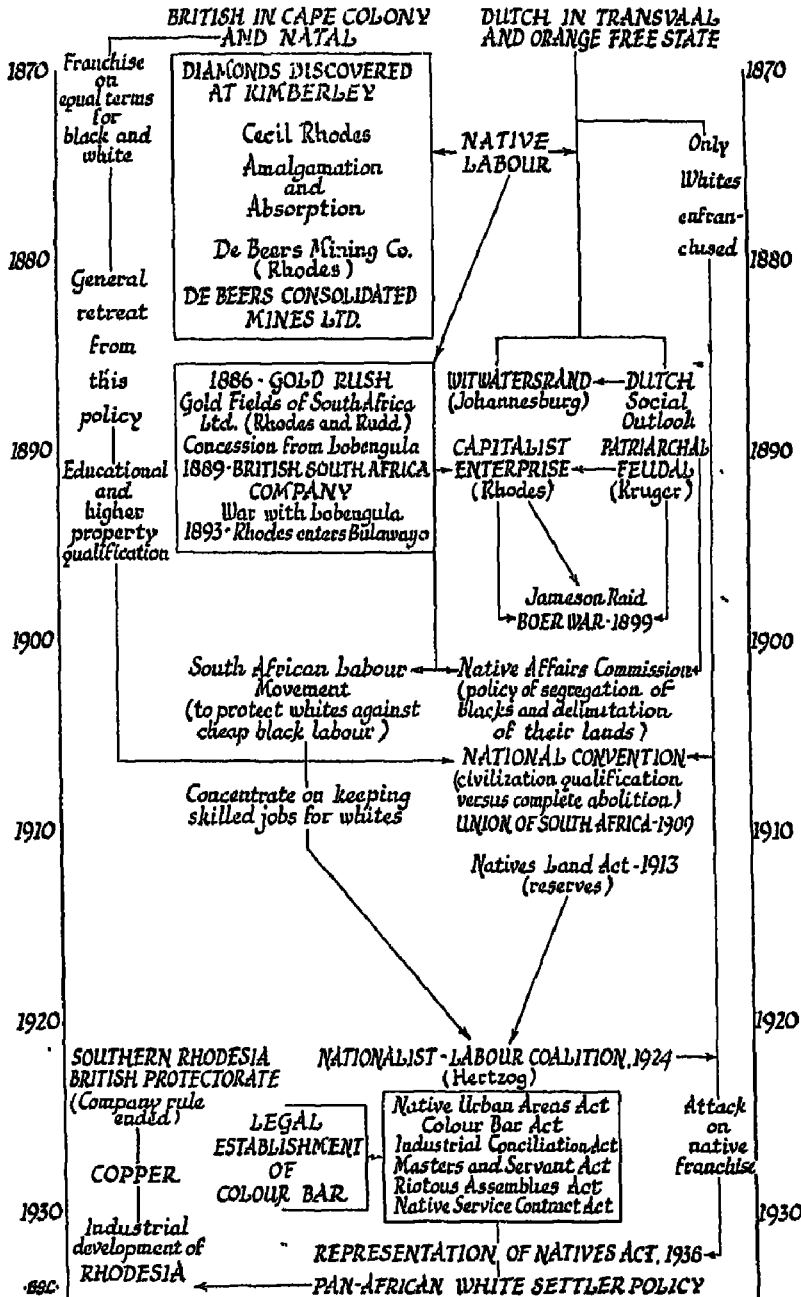 BRITISH IN CAPE COLONY
AND NATAL
DUTCH IN TRANSVAAL
AND ORANGE FREE STATE
1870
1870
Franchise
on
equal terms
for
black and
white
DIAMONDS DISCOVERED
AT KIMBERLEY
Cecil Rhodes
Amalgamation
and
Absorption
De Beers Mining Co.
(Rhodes)
DE BEERS CONSOLIDATED
MINES LTD.
NATIVE
LABOUR
Only
Whites
enfran-
chised
1880
1880
General
retreat
from
this
policy
1886 - GOLD RUSH
Gold Fields of South Africa
Ltd. (Rhodes and Rudd)
Concession from Lobengula
1889 - BRITISH SOUTH AFRICA
COMPANY
War with Lobengula
1893 - Rhodes enters Bulawayo
WITWATERSRAND
(Johannesburg)
DUTCH
Social
Outlook
1890
1890
CAPITALIST
ENTERPRISE
(Rhodes)
PATRIARCHAL
FEUDAL
(Kruger)
Educational
and
higher
property
qualification
Jameson Raid
BOER WAR - 1899
1900
1900
South African Labour
Movement
(to protect whites against
cheap black labour)
Native Affairs Commission
(policy of segregation of
blacks and delimitation
of their lands)
NATIONAL CONVENTION
(civilization qualification
versus complete abolition)
UNION OF SOUTH AFRICA-1909
Concentrate on keeping
skilled jobs for whites
1910
1910
Natives Land Act - 1913
(reserves)
1920
1920
SOUTHERN RHODESIA
BRITISH PROTECTORATE
(Company rule
ended)
NATIONALIST - LABOUR COALITION, 1924
(Hertzog)
LEGAL
ESTABLISHMENT
OF
COLOUR BAR
Native Urban Areas Act
Colour Bar Act
Industrial Conciliation Act
Masters and Servant Act
Riotous Assemblies Act
Native Service Contract Act
Attack
on
native
franchise
COPPER
1930
1930
Industrial
development of
RHODESIA
REPRESENTATION OF NATIVES ACT, 1936
PAN-AFRICAN WHITE SETTLER POLICY